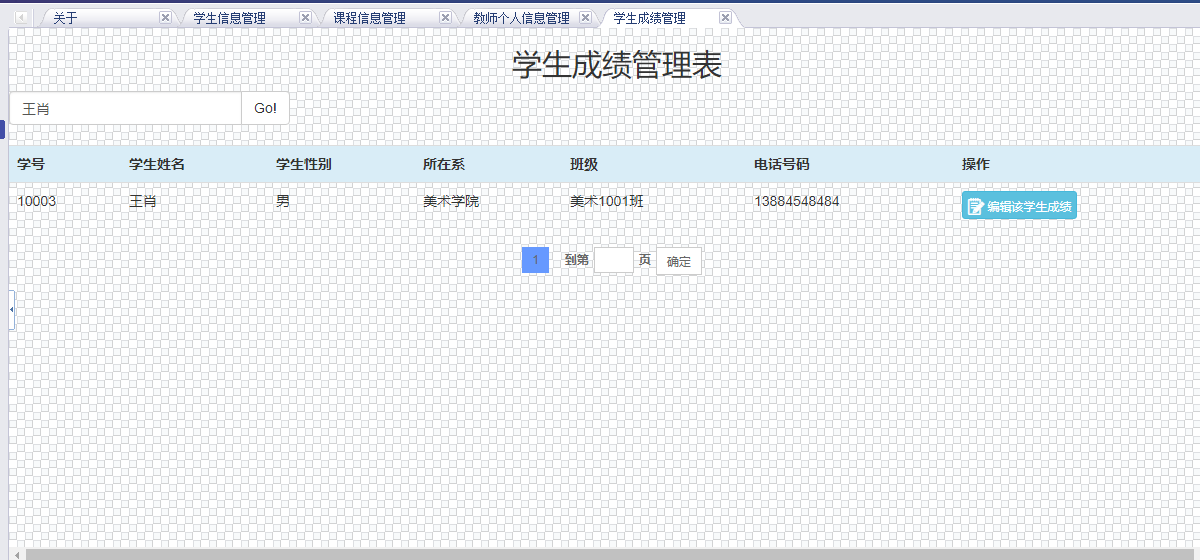 关于 学生信息管理 课程信息管理 教师个人信息管理 学生成绩管理
学生成绩管理表
王肖 Go!
学号 学生姓名 学生性别 所在系 班级 电话号码 操作
10003 王肖 男 美术学院 美术1001班 13884548484 编辑该学生成绩
1 到第 页 确定